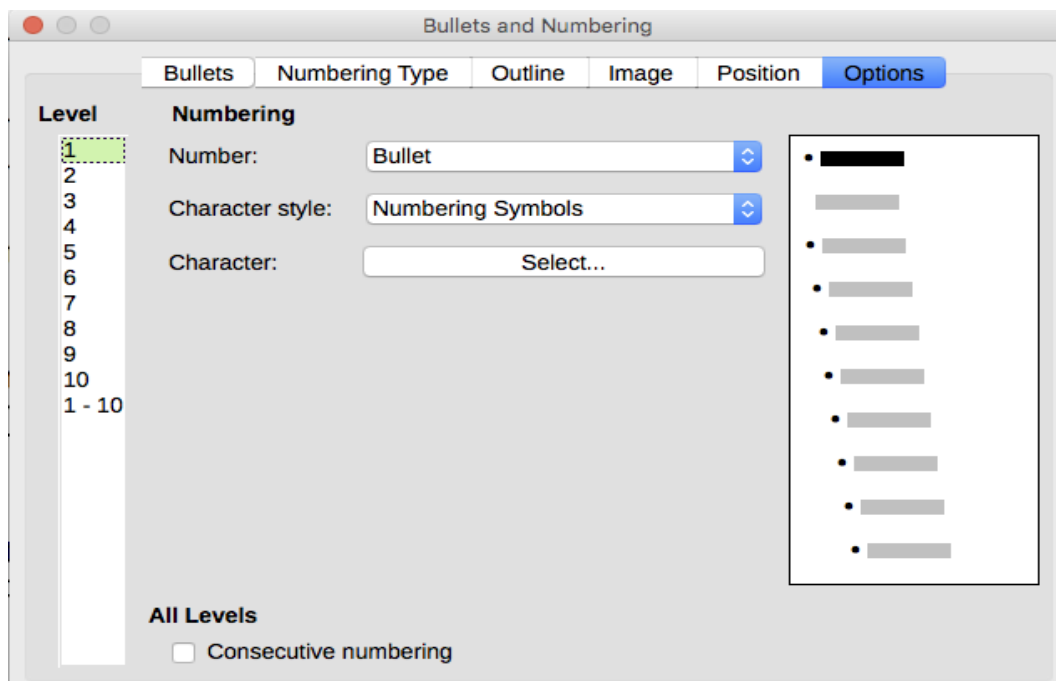 Bullets and Numbering
Bullets Numbering Type Outline Image Position Options
Level
1
2
3
4
5
6
7
8
9
10
1 - 10
Numbering
Number: Bullet
Character style: Numbering Symbols
Character: Select...
All Levels
Consecutive numbering